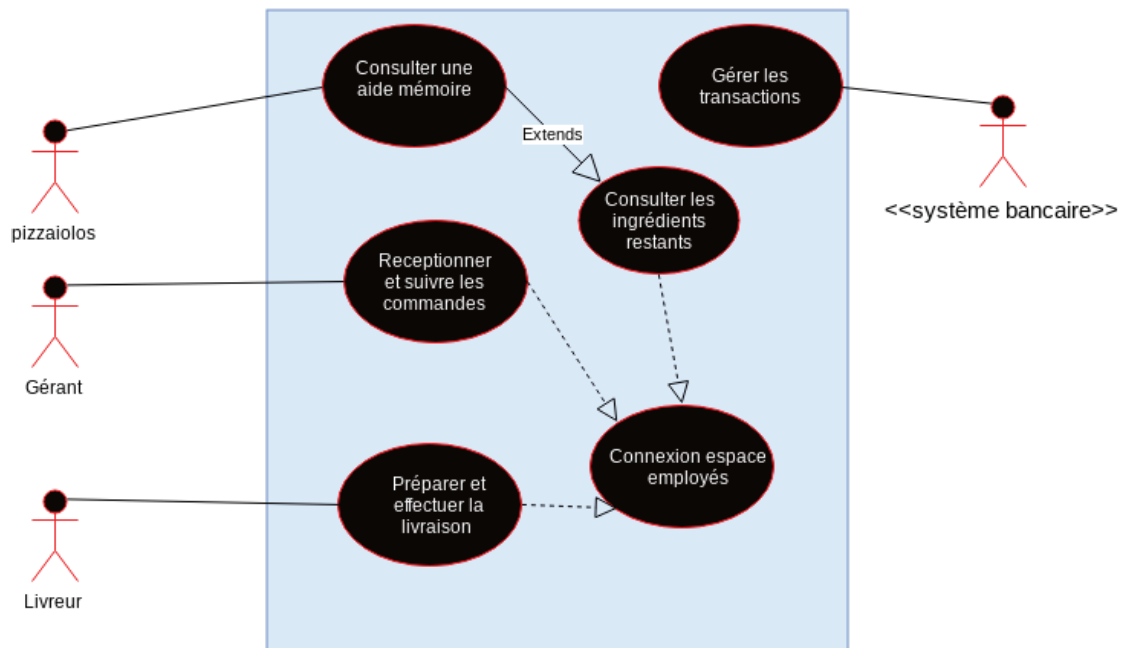 Consulter une
aide mémoire
Gérer les
transactions
Extends
Consulter les
ingrédients
restants
<<système bancaire>>
pizzaiolos
Receptionner
et suivre les
commandes
Gérant
Connexion espace
employés
Préparer et
effectuer la
livraison
Livreur